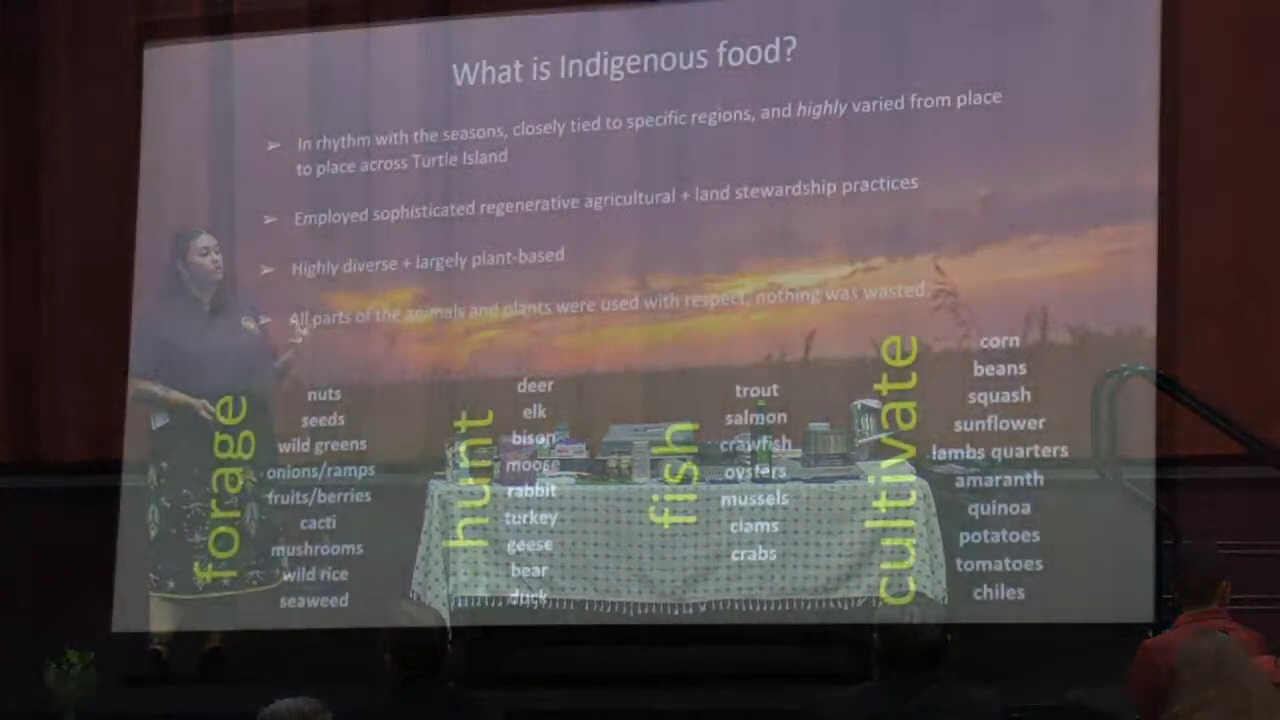 What is Indigenous food?
➢ In rhythm with the seasons, closely tied to specific regions, and highly varied from place
to place across Turtle Island
➢ Employed sophisticated regenerative agricultural + land stewardship practices
➢ Highly diverse + largely plant-based
➢ All parts of the animals and plants were used with respect, nothing was wasted.
forage
nuts
seeds
wild greens
onions/ramps
fruits/berries
cacti
mushrooms
wild rice
seaweed
hunt
deer
elk
bison
moose
rabbit
turkey
geese
bear
duck
fish
trout
salmon
crawfish
oysters
mussels
clams
crabs
cultivate
corn
beans
squash
sunflower
lambs quarters
amaranth
quinoa
potatoes
tomatoes
chiles